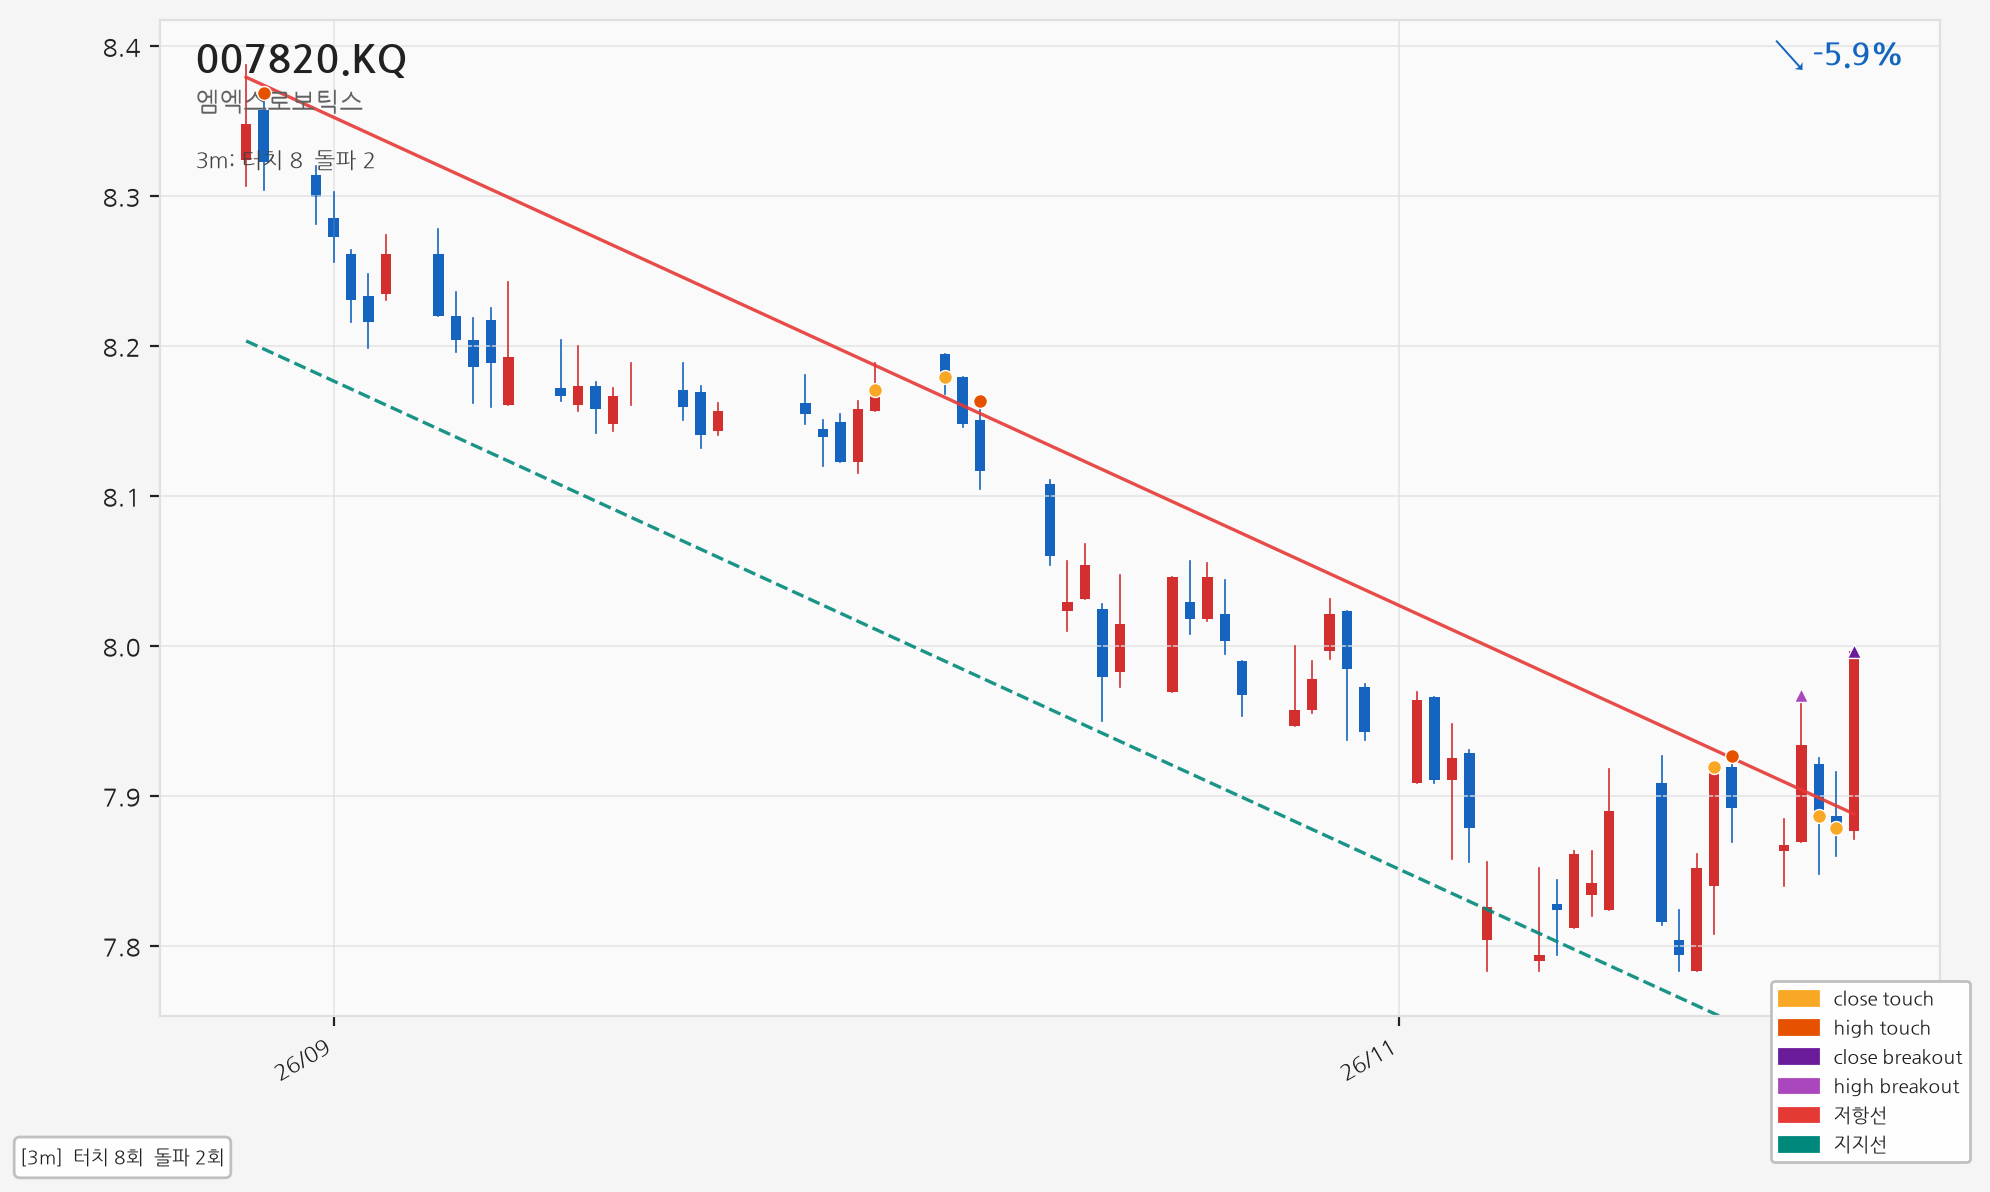 007820.KQ
엠엑스로보틱스
3m: 터치 8 돌파 2
-5.9%
8.4
8.3
8.2
8.1
8.0
7.9
7.8
26/09
26/11
close touch
high touch
close breakout
high breakout
저항선
지지선
[3m] 터치 8회 돌파 2회